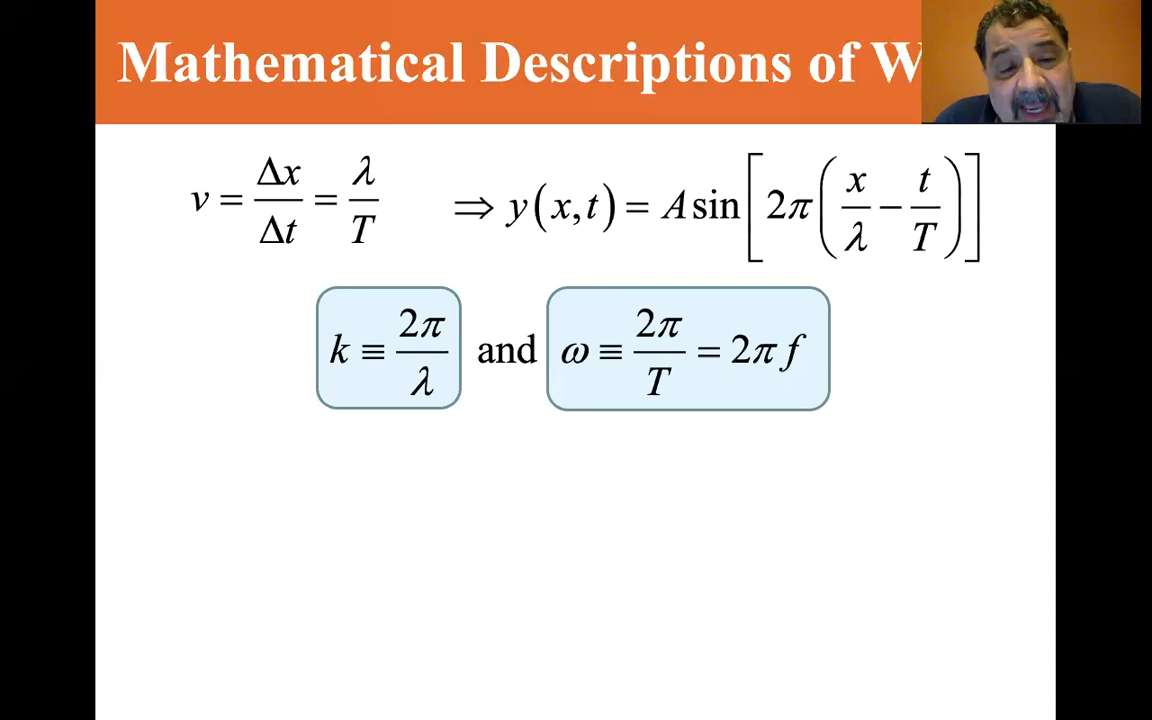 Mathematical Descriptions of W
v = Δx/Δt = λ/T ⇒ y(x,t) = A sin[2π(x/λ − t/T)]
k ≡ 2π/λ and ω ≡ 2π/T = 2πf